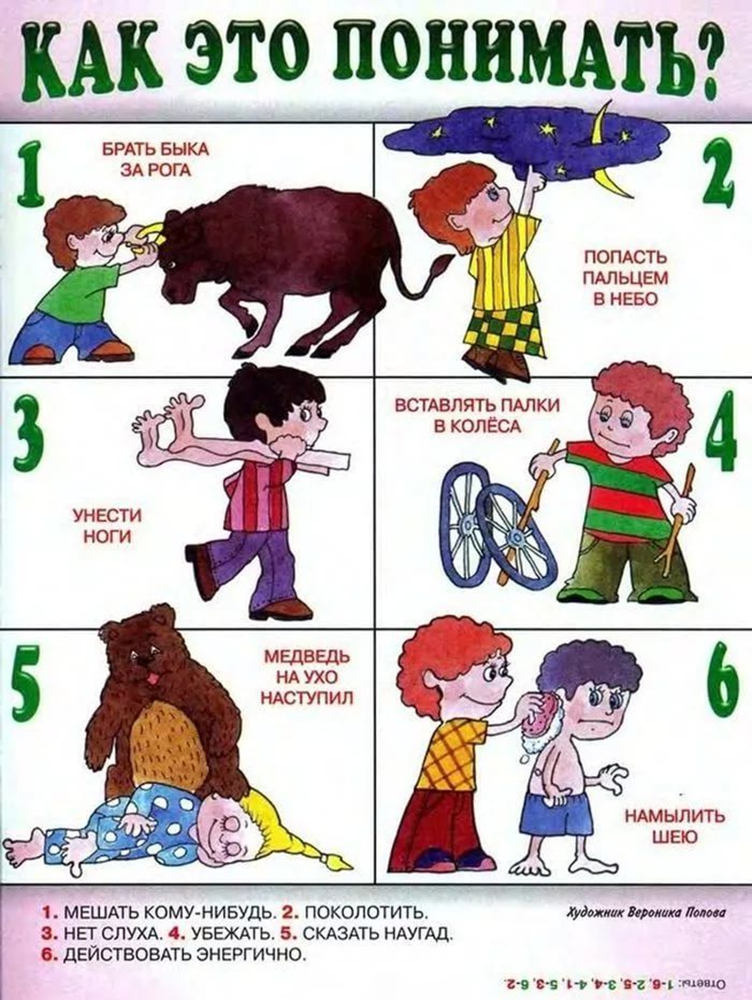 КАК ЭТО ПОНИМАТЬ?
1
БРАТЬ БЫКА
ЗА РОГА
2
ПОПАСТЬ
ПАЛЬЦЕМ
В НЕБО
3
УНЕСТИ
НОГИ
ВСТАВЛЯТЬ ПАЛКИ
В КОЛЁСА
4
5
МЕДВЕДЬ
НА УХО
НАСТУПИЛ
6
НАМЫЛИТЬ
ШЕЮ
1. МЕШАТЬ КОМУ-НИБУДЬ. 2. ПОКОЛОТИТЬ.
3. НЕТ СЛУХА. 4. УБЕЖАТЬ. 5. СКАЗАТЬ НАУГАД.
6. ДЕЙСТВОВАТЬ ЭНЕРГИЧНО.
Художник Вероника Попова
Ответы: 1-6, 2-5, 3-4, 4-1, 5-3, 6-2.